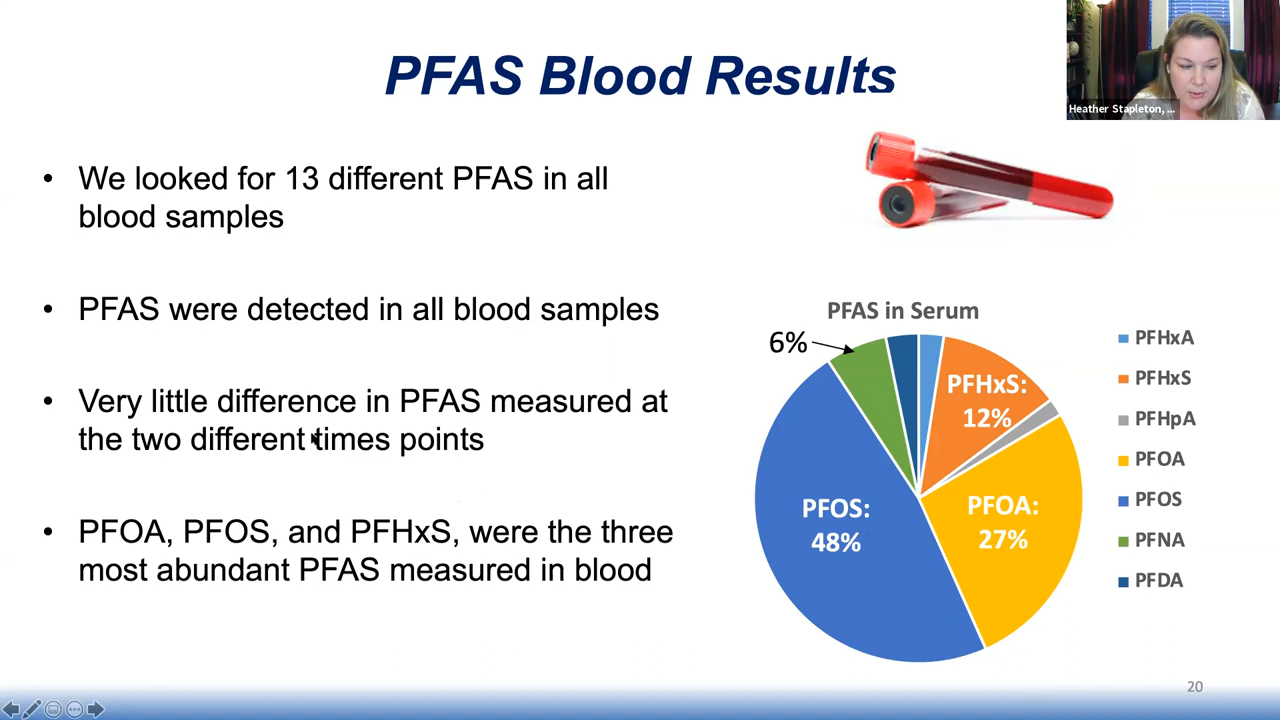 PFAS Blood Results
Heather Stapleton, ...
• We looked for 13 different PFAS in all
blood samples
• PFAS were detected in all blood samples
• Very little difference in PFAS measured at
the two different times points
• PFOA, PFOS, and PFHxS, were the three
most abundant PFAS measured in blood
PFAS in Serum
6%
PFHxS:
12%
PFOA:
27%
PFOS:
48%
PFHxA
PFHxS
PFHpA
PFOA
PFOS
PFNA
PFDA
20